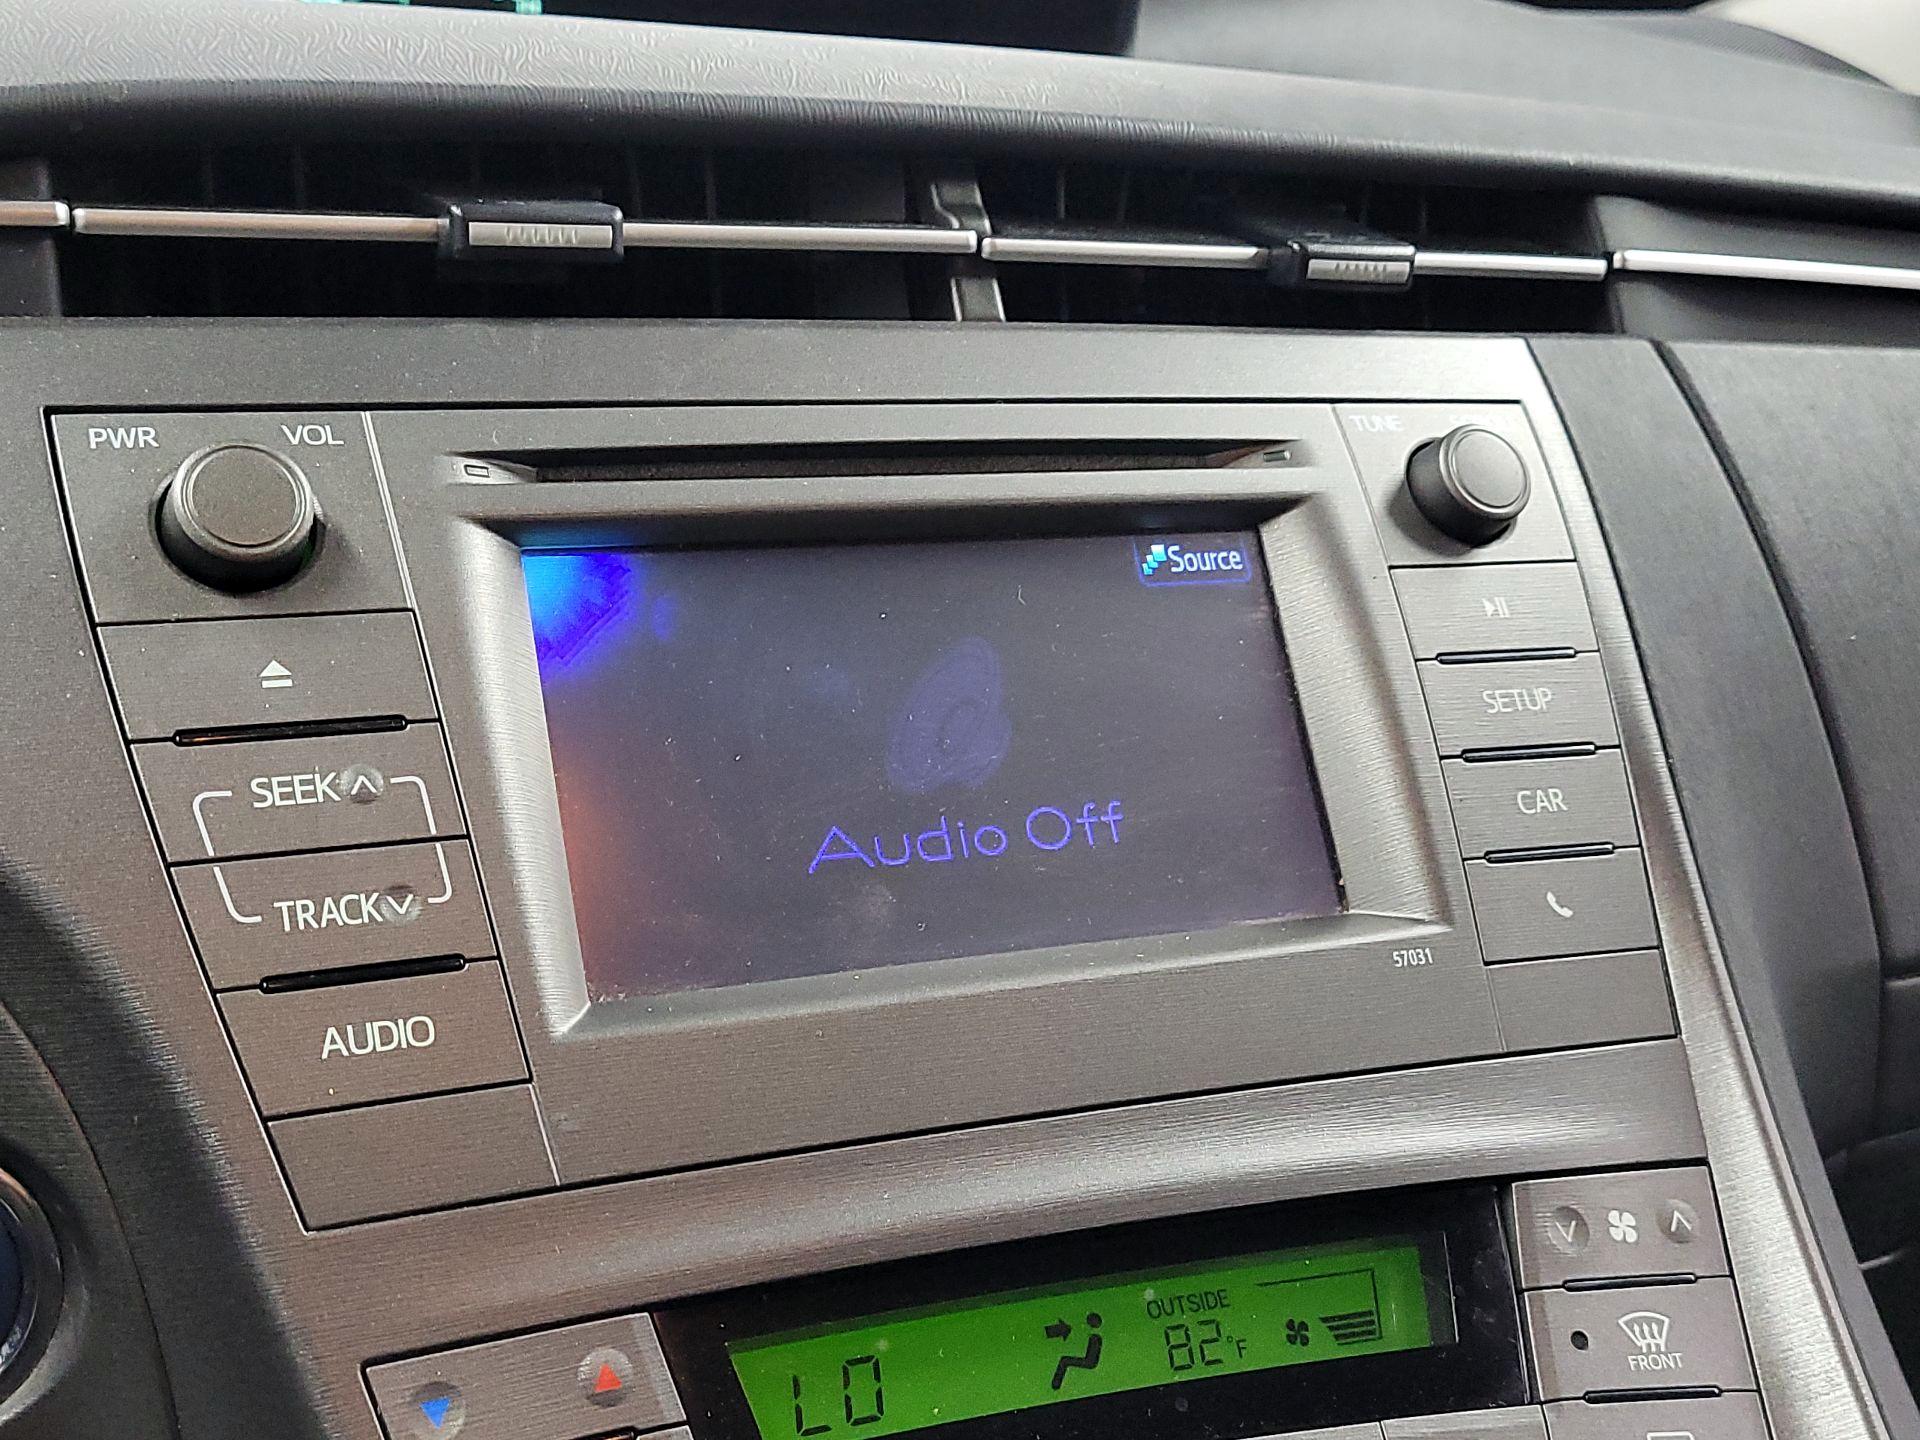 PWR VOL
TUNE
Source
SEEK
SETUP
CAR
TRACK
Audio Off
57031
AUDIO
OUTSIDE
82°F
LO
FRONT